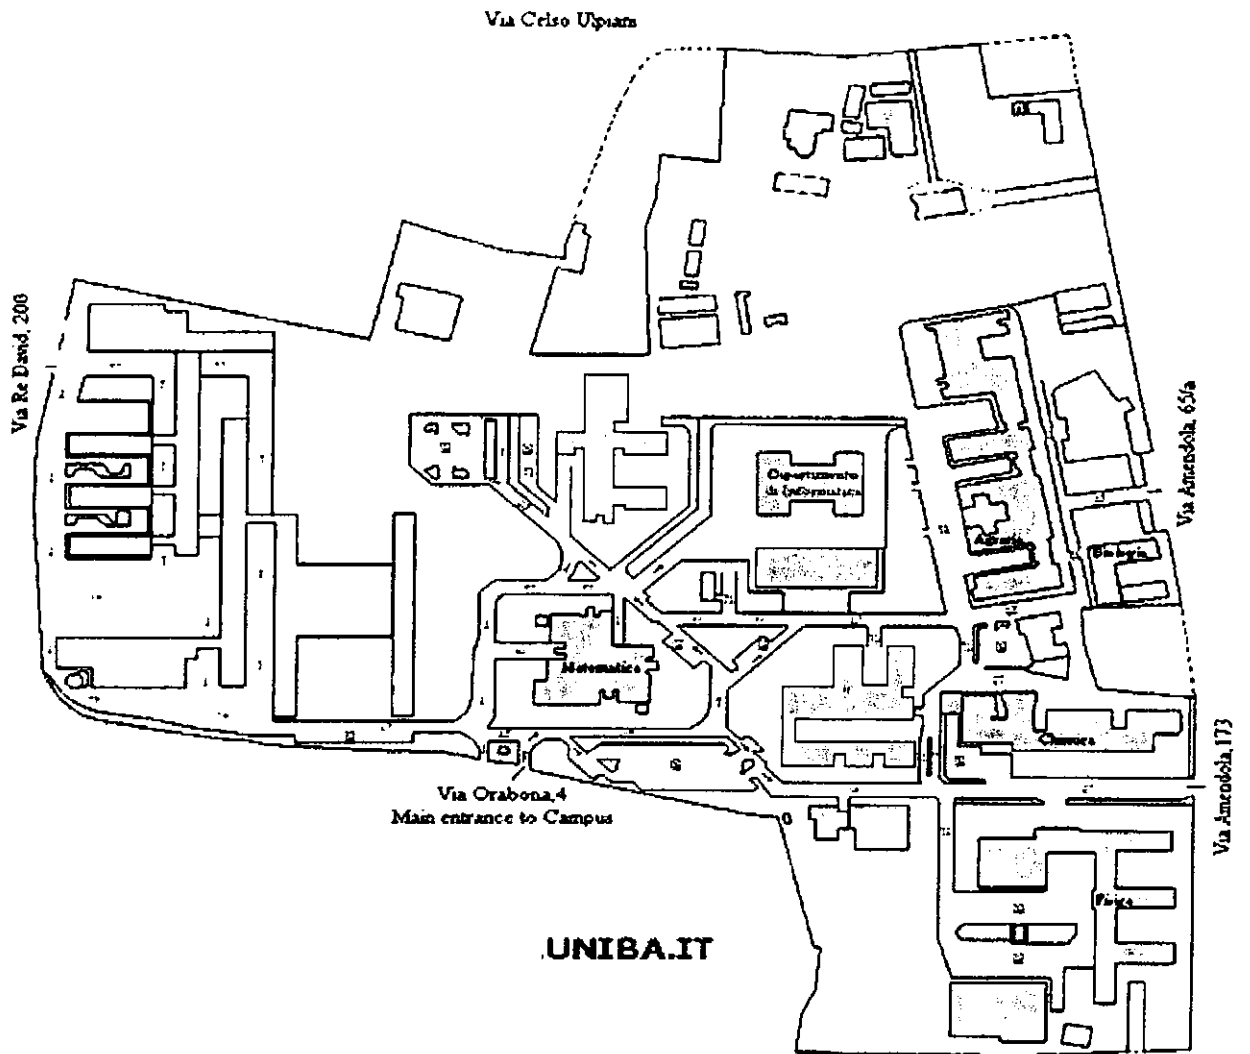 Via Celso Ulpiani
Via Re David, 200
Dipartimento
di Informatica
Via Amendola, 65/a
Agraria
Biologia
Matematica
Chimica
Via Orabona,4
Main entrance to Campus
Via Amendola,173
Fisica
UNIBA.IT